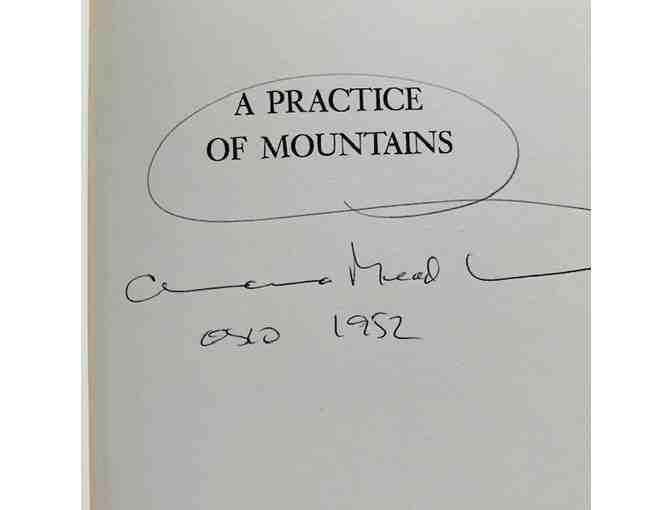 A PRACTICE
OF MOUNTAINS
Mead
OSLO 1952